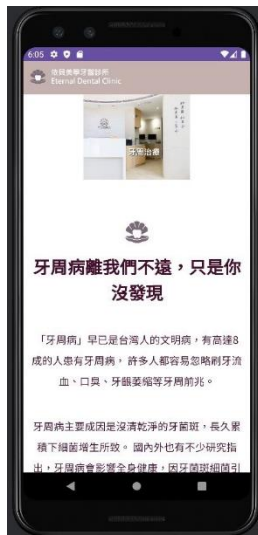 6:05
依貝美學牙醫診所
Eternal Dental Clinic
牙周治療
牙周病離我們不遠，只是你
沒發現
「牙周病」早已是台灣人的文明病，有高達8
成的人患有牙周病， 許多人都容易忽略刷牙流
血、口臭、牙齦萎縮等牙周前兆。
牙周病主要成因是沒清乾淨的牙菌斑，長久累
積下細菌增生所致。 國內外也有不少研究指
出，牙周病會影響全身健康，因牙菌斑細菌引